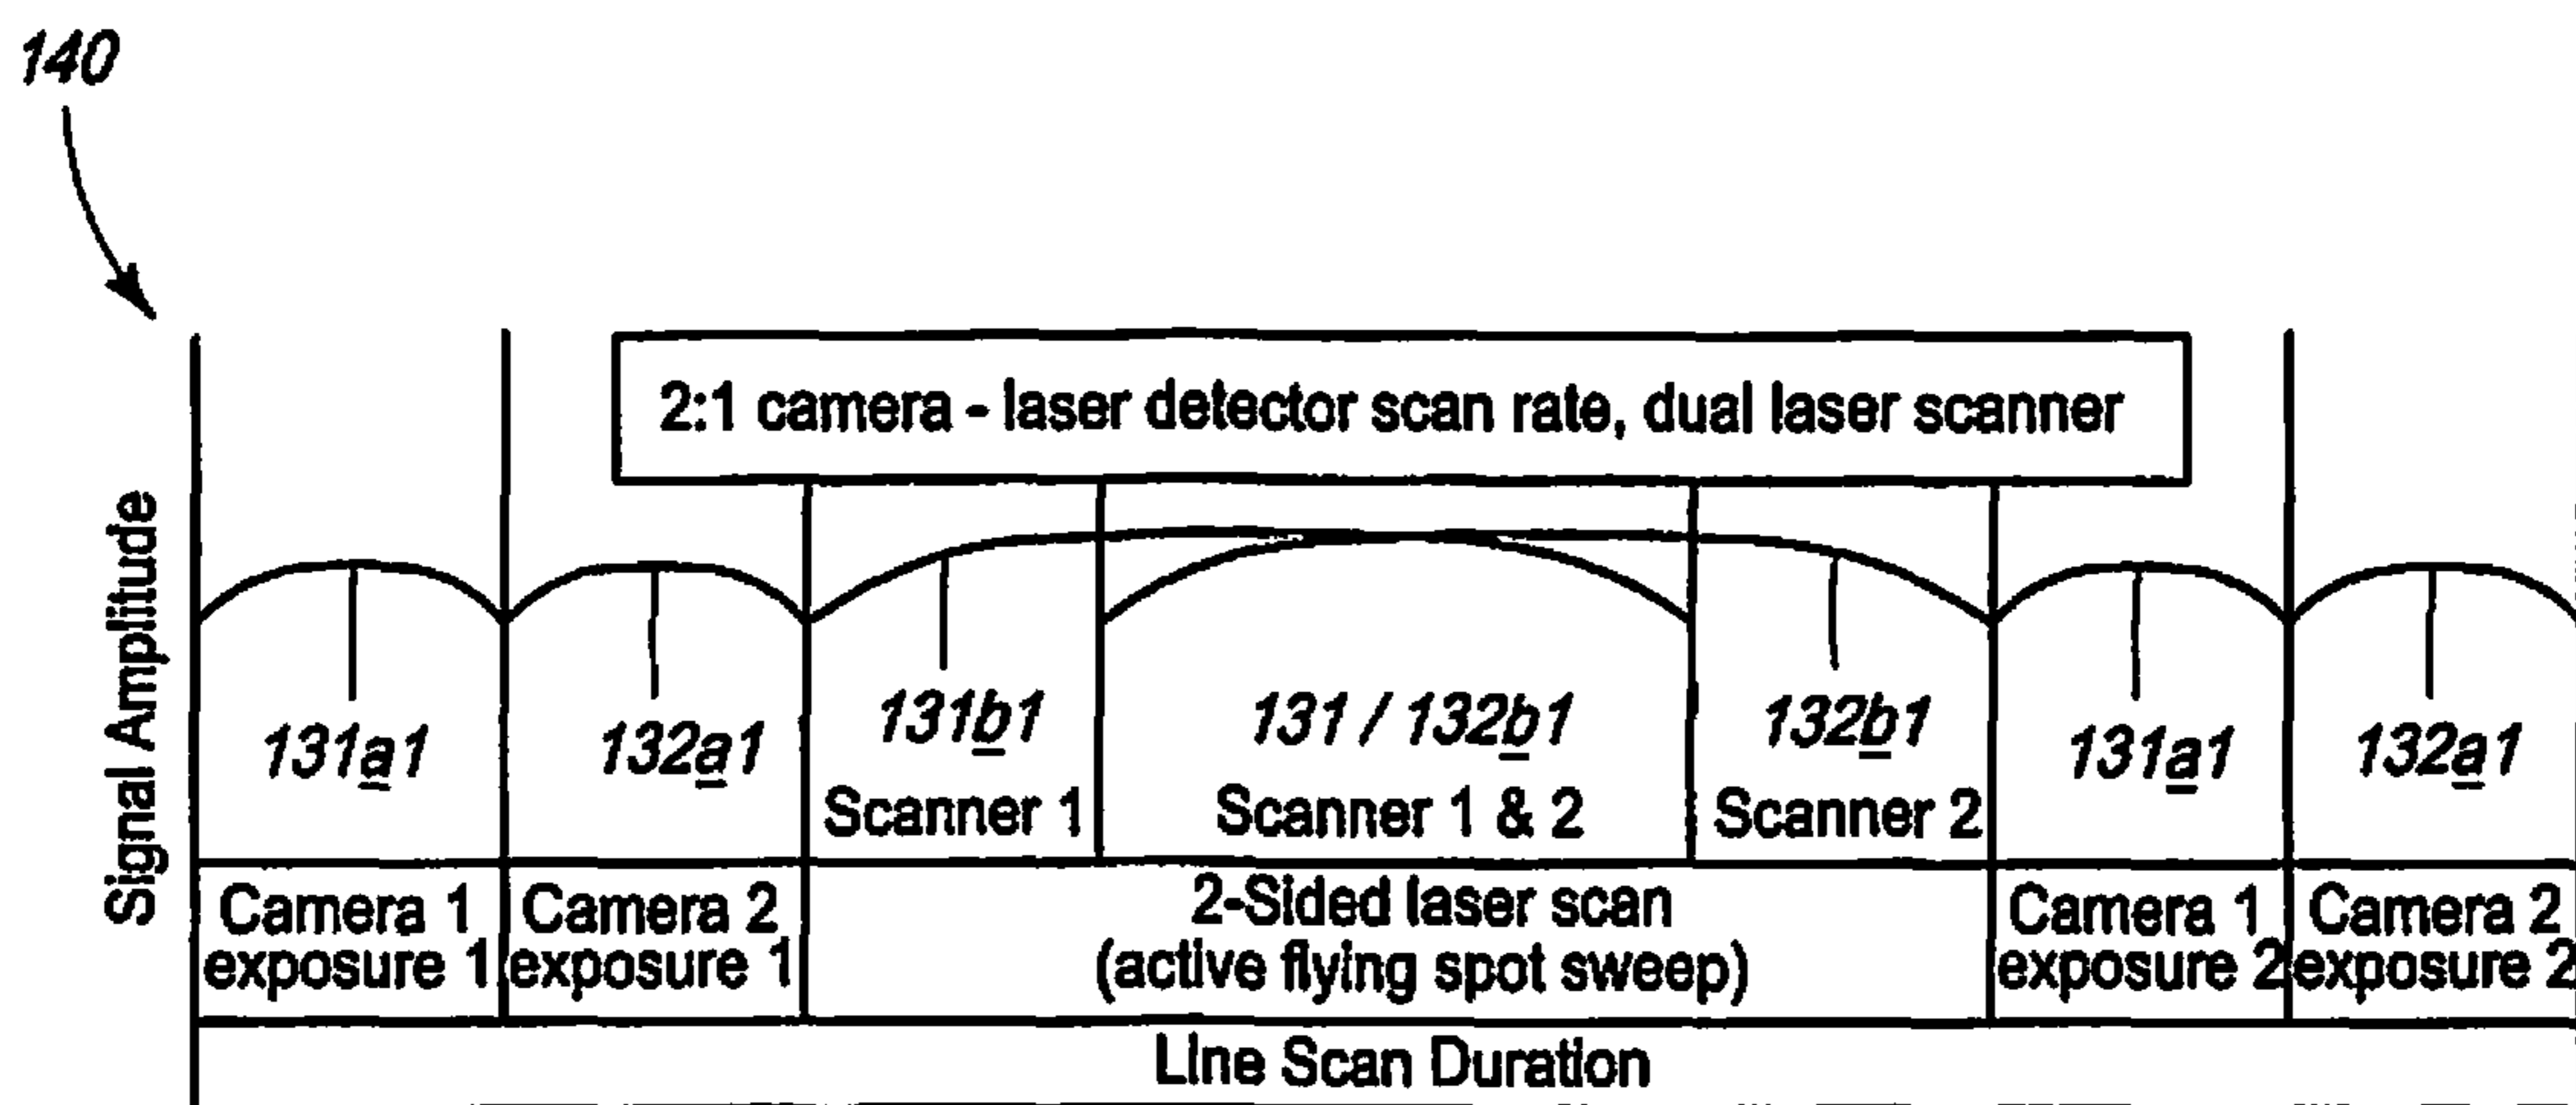 140
2:1 camera - laser detector scan rate, dual laser scanner
Signal Amplitude
131a1
132a1
131b1
131 / 132b1
132b1
131a1
132a1
Scanner 1
Scanner 1 & 2
Scanner 2
Camera 1
exposure 1
Camera 2
exposure 1
2-Sided laser scan
(active flying spot sweep)
Camera 1
exposure 2
Camera 2
exposure 2
Line Scan Duration